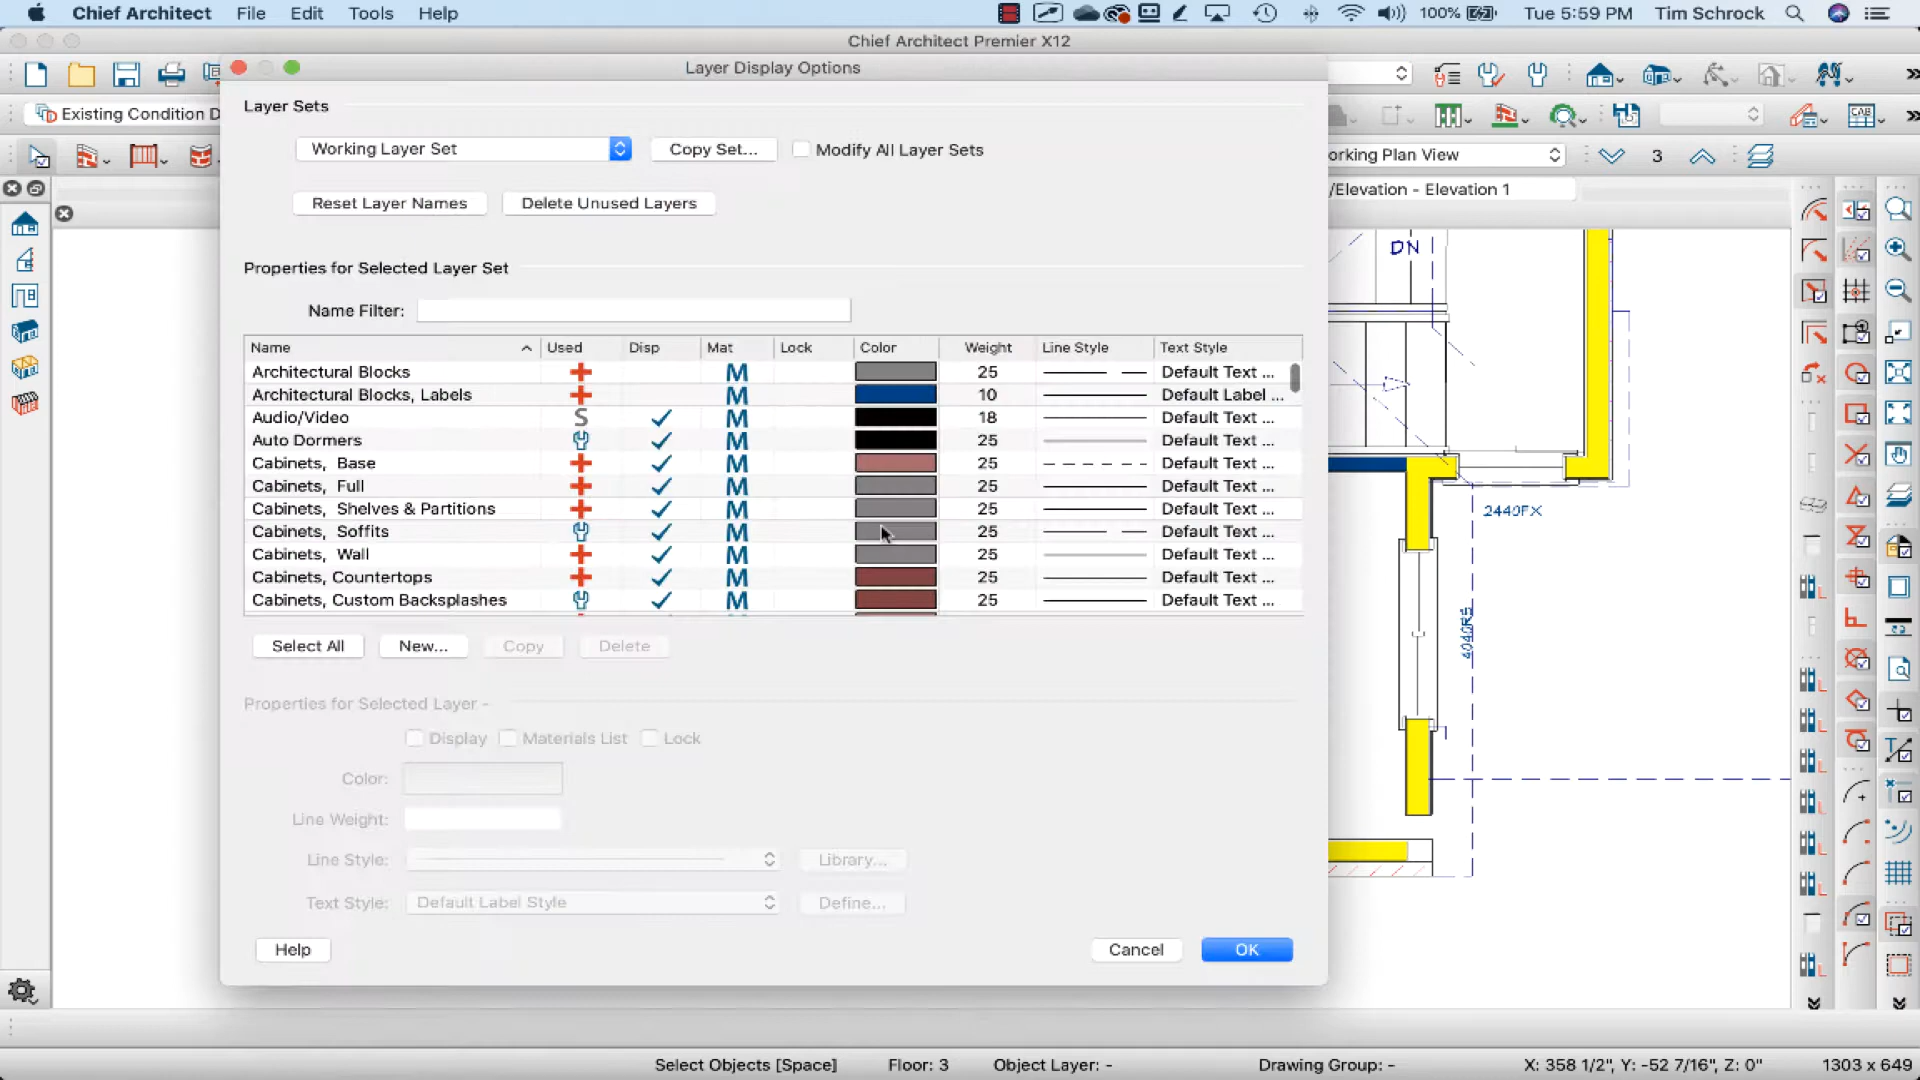 Chief Architect File Edit Tools Help 100% Tue 5:59 PM Tim Schrock
Chief Architect Premier X12
Layer Display Options
Existing Condition D
Layer Sets
Working Layer Set Copy Set... Modify All Layer Sets
orking Plan View 3
/Elevation - Elevation 1
Reset Layer Names Delete Unused Layers
Properties for Selected Layer Set
Name Filter:
Name Used Disp Mat Lock Color Weight Line Style Text Style
Architectural Blocks M 25 Default Text ...
Architectural Blocks, Labels M 10 Default Label ...
Audio/Video S M 18 Default Text ...
Auto Dormers M 25 Default Text ...
Cabinets, Base M 25 Default Text ...
Cabinets, Full M 25 Default Text ...
Cabinets, Shelves & Partitions M 25 Default Text ...
Cabinets, Soffits M 25 Default Text ...
Cabinets, Wall M 25 Default Text ...
Cabinets, Countertops M 25 Default Text ...
Cabinets, Custom Backsplashes M 25 Default Text ...
Select All New... Copy Delete
Properties for Selected Layer -
Display Materials List Lock
Color:
Line Weight:
Line Style: Library...
Text Style: Default Label Style Define...
Help Cancel OK
DN
2440FX
4040RS
CAB
Select Objects [Space] Floor: 3 Object Layer: - Drawing Group: - X: 358 1/2", Y: -52 7/16", Z: 0" 1303 x 649